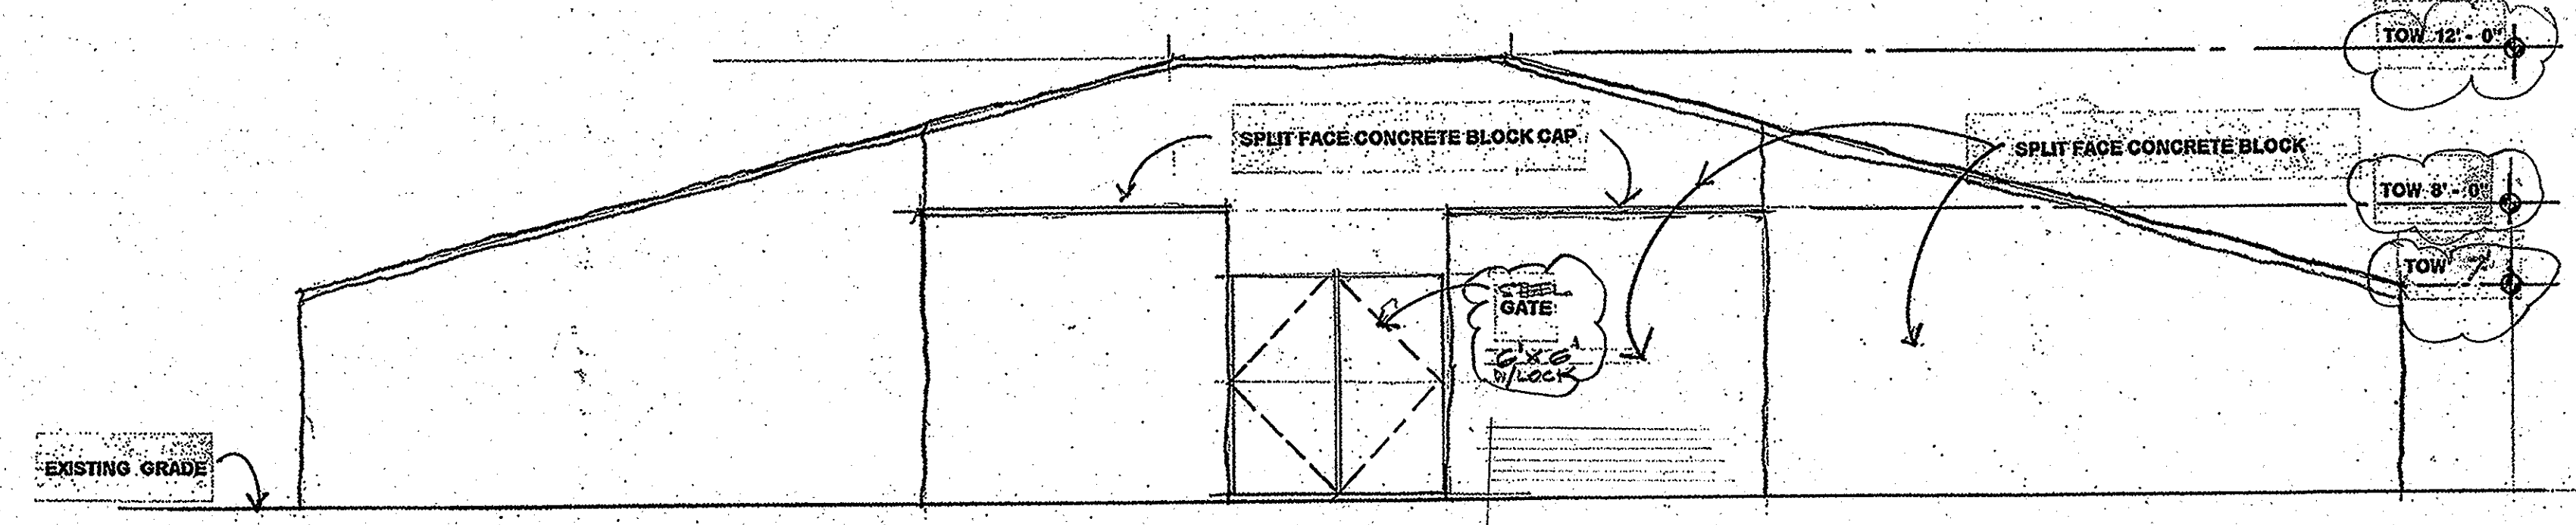 TOW 12' - 0"
SPLIT FACE CONCRETE BLOCK CAP
SPLIT FACE CONCRETE BLOCK
TOW 8' - 0"
TOW
GATE
6' X 6'
W/LOCK
EXISTING GRADE